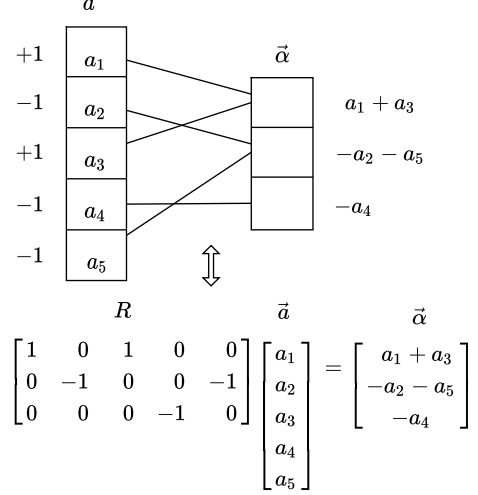 a
α⃗
+1 a₁
−1 a₂ a₁ + a₃
+1 a₃ −a₂ − a₅
−1 a₄ −a₄
−1 a₅
R a⃗ α⃗
[1 0 1 0 0] [a₁] = [a₁ + a₃]
[0 −1 0 0 −1] [a₂] [−a₂ − a₅]
[0 0 0 −1 0] [a₃] [−a₄]
[a₄]
[a₅]